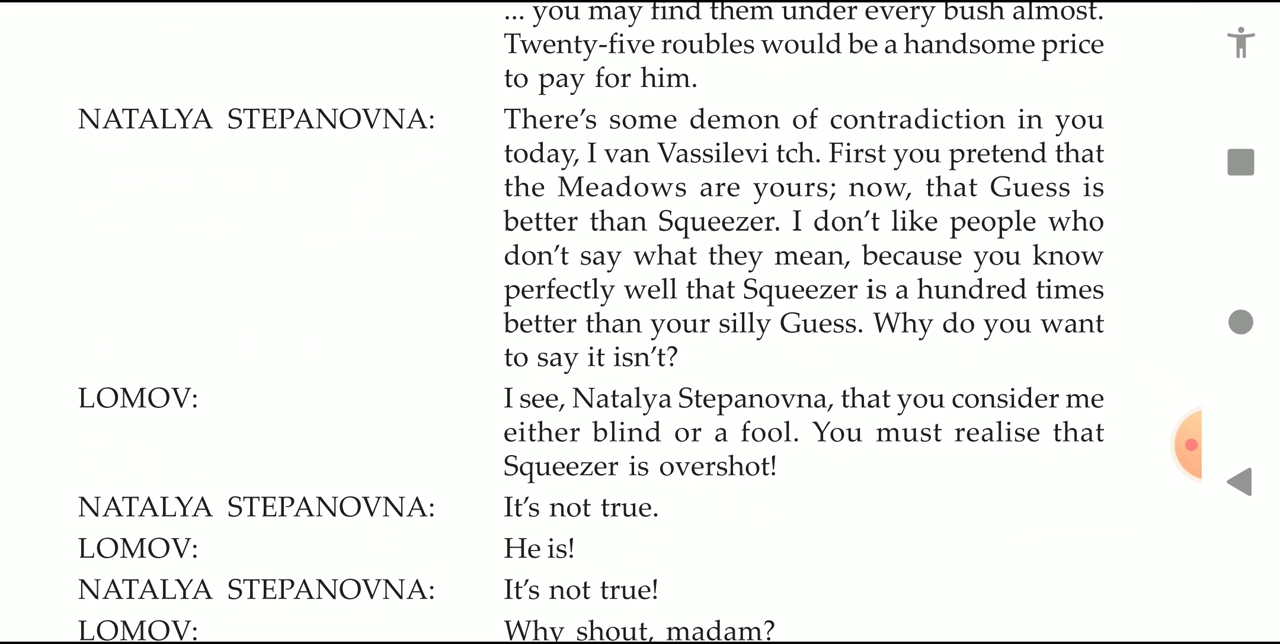 ... you may find them under every bush almost.
Twenty-five roubles would be a handsome price
to pay for him.
NATALYA STEPANOVNA: There's some demon of contradiction in you
today, I van Vassilevi tch. First you pretend that
the Meadows are yours; now, that Guess is
better than Squeezer. I don't like people who
don't say what they mean, because you know
perfectly well that Squeezer is a hundred times
better than your silly Guess. Why do you want
to say it isn't?
LOMOV: I see, Natalya Stepanovna, that you consider me
either blind or a fool. You must realise that
Squeezer is overshot!
NATALYA STEPANOVNA: It's not true.
LOMOV: He is!
NATALYA STEPANOVNA: It's not true!
LOMOV: Why shout, madam?